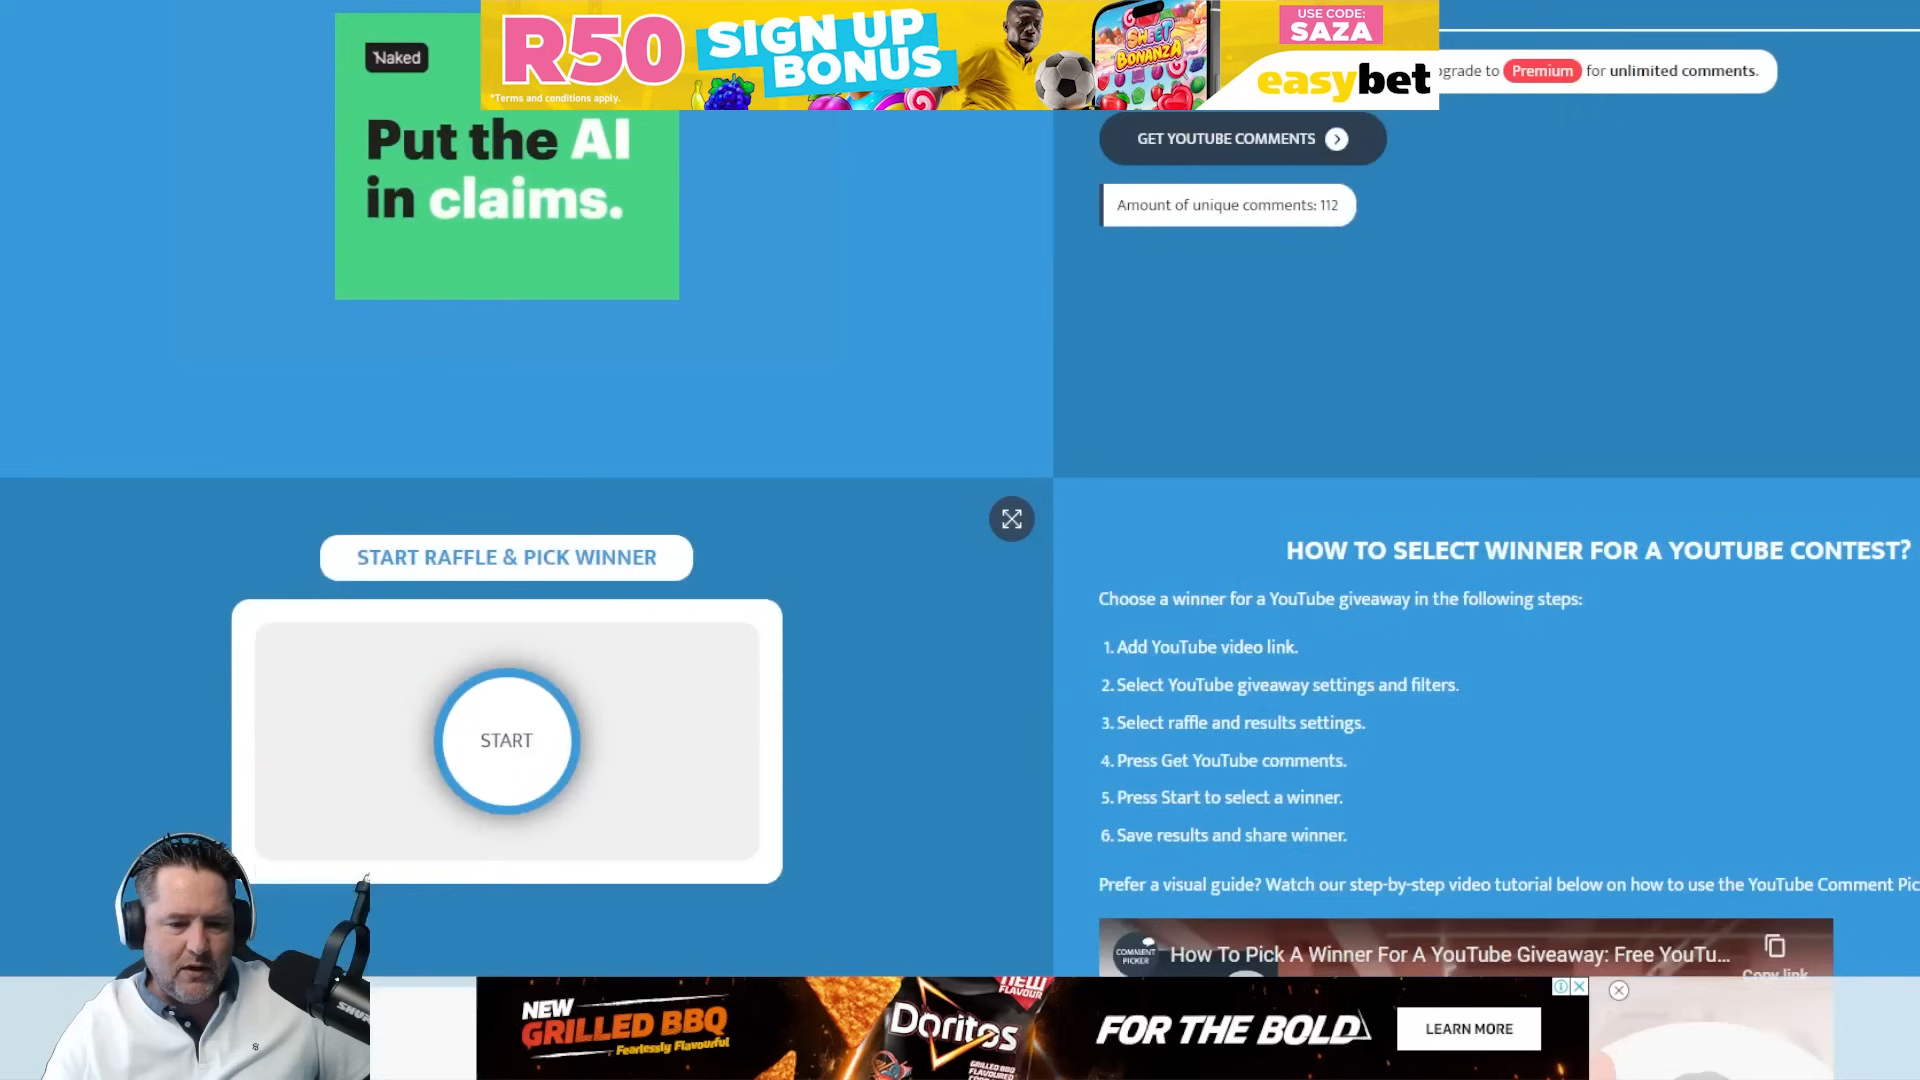 Naked
Put the AI
in claims.
R50
SIGN UP
BONUS
*Terms and conditions apply.
SWEET
BONANZA
USE CODE:
SAZA
easybet
pgrade to Premium for unlimited comments.
GET YOUTUBE COMMENTS
Amount of unique comments: 112
START RAFFLE & PICK WINNER
START
HOW TO SELECT WINNER FOR A YOUTUBE CONTEST?
Choose a winner for a YouTube giveaway in the following steps:
1. Add YouTube video link.
2. Select YouTube giveaway settings and filters.
3. Select raffle and results settings.
4. Press Get YouTube comments.
5. Press Start to select a winner.
6. Save results and share winner.
Prefer a visual guide? Watch our step-by-step video tutorial below on how to use the YouTube Comment Pic
COMMENT
PICKER
How To Pick A Winner For A YouTube Giveaway: Free YouTu...
Copy link
NEW
GRILLED BBQ
Fearlessly Flavourful
NEW
FLAVOUR
Doritos
GRILLED BBQ
FLAVOURED
FOR THE BOLD
LEARN MORE
SHURE